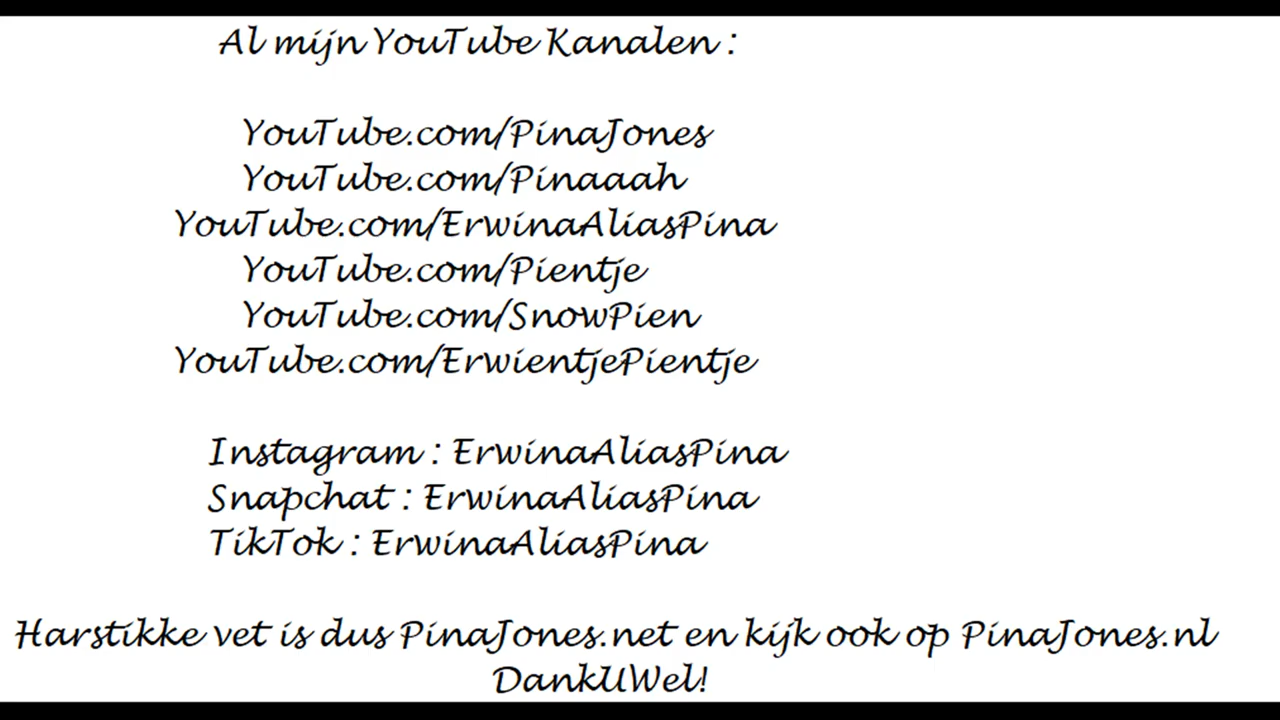 Al mijn YouTube Kanalen :
YouTube.com/PinaJones
YouTube.com/Pinaaah
YouTube.com/ErwinaAliasPina
YouTube.com/Pientje
YouTube.com/SnowPien
YouTube.com/ErwientjePientje
Instagram : ErwinaAliasPina
Snapchat : ErwinaAliasPina
TikTok : ErwinaAliasPina
Harstikke vet is dus PinaJones.net en kijk ook op PinaJones.nl
DankUWel!